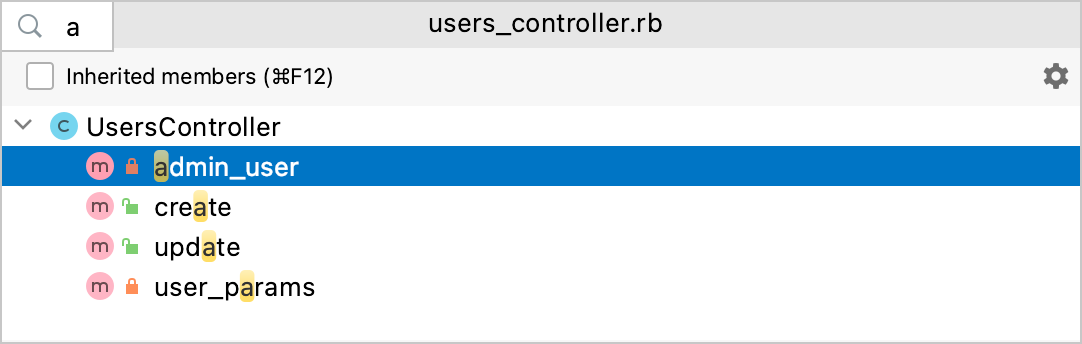 a
users_controller.rb
Inherited members (⌘F12)
C UsersController
m admin_user
m create
m update
m user_params